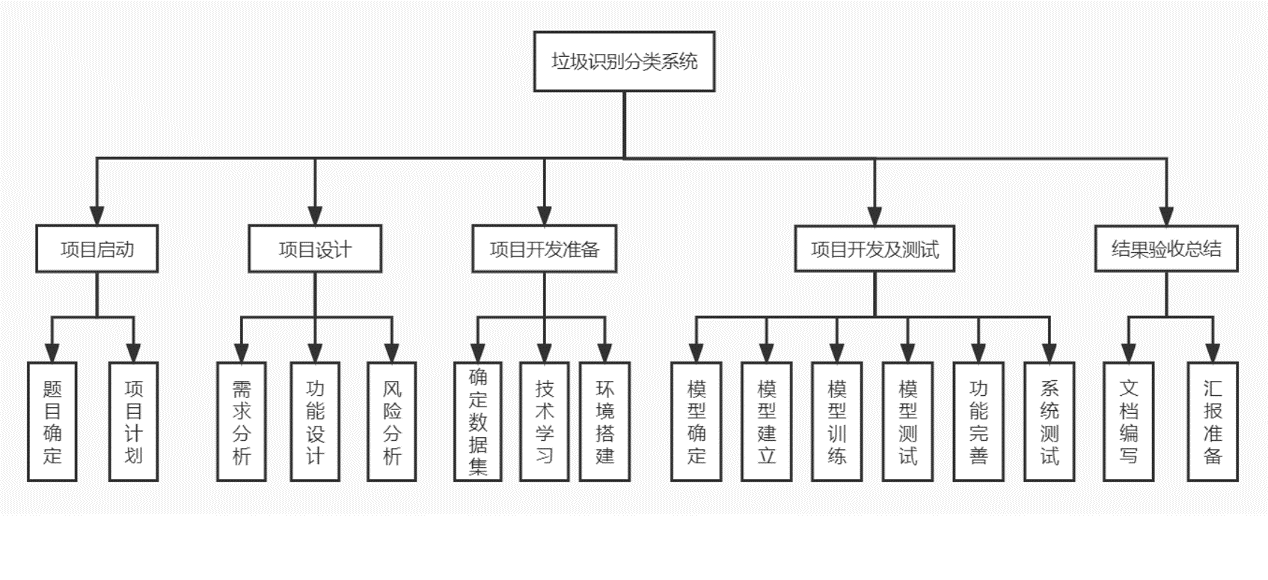 垃圾识别分类系统
项目启动
项目设计
项目开发准备
项目开发及测试
结果验收总结
题目确定
项目计划
需求分析
功能设计
风险分析
确定数据集
技术学习
环境搭建
模型确定
模型建立
模型训练
模型测试
功能完善
系统测试
文档编写
汇报准备